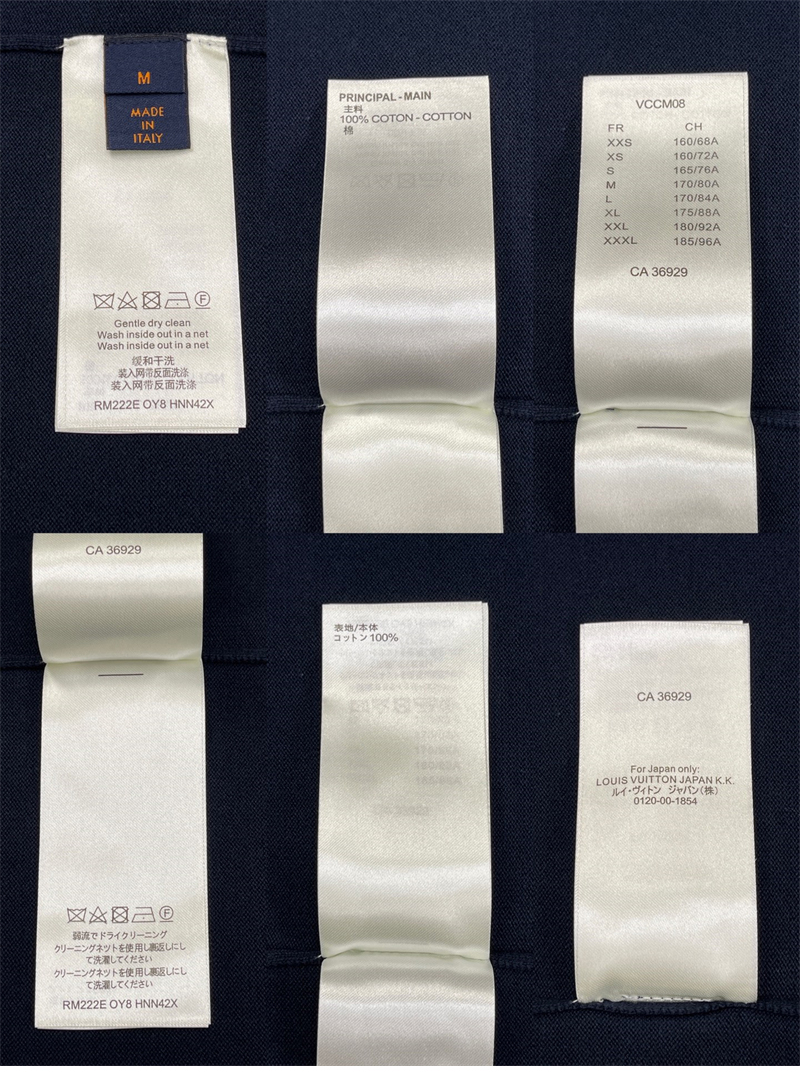 M
MADE
IN
ITALY
Gentle dry clean
Wash inside out in a net
Wash inside out in a net
缓和干洗
装入网带反面洗涤
装入网带反面洗涤
RM222E OY8 HNN42X
PRINCIPAL - MAIN
主料
100% COTON - COTTON
棉
VCCM08
FR CH
XXS 160/68A
XS 160/72A
S 165/76A
M 170/80A
L 170/84A
XL 175/88A
XXL 180/92A
XXXL 185/96A
CA 36929
CA 36929
弱流でドライクリーニング
クリーニングネットを使用し裏返しにし
て洗濯してください
クリーニングネットを使用し裏返しにし
て洗濯してください
RM222E OY8 HNN42X
表地/本体
コットン100%
CA 36929
For Japan only:
LOUIS VUITTON JAPAN K.K.
ルイ・ヴィトン ジャパン(株)
0120-00-1854